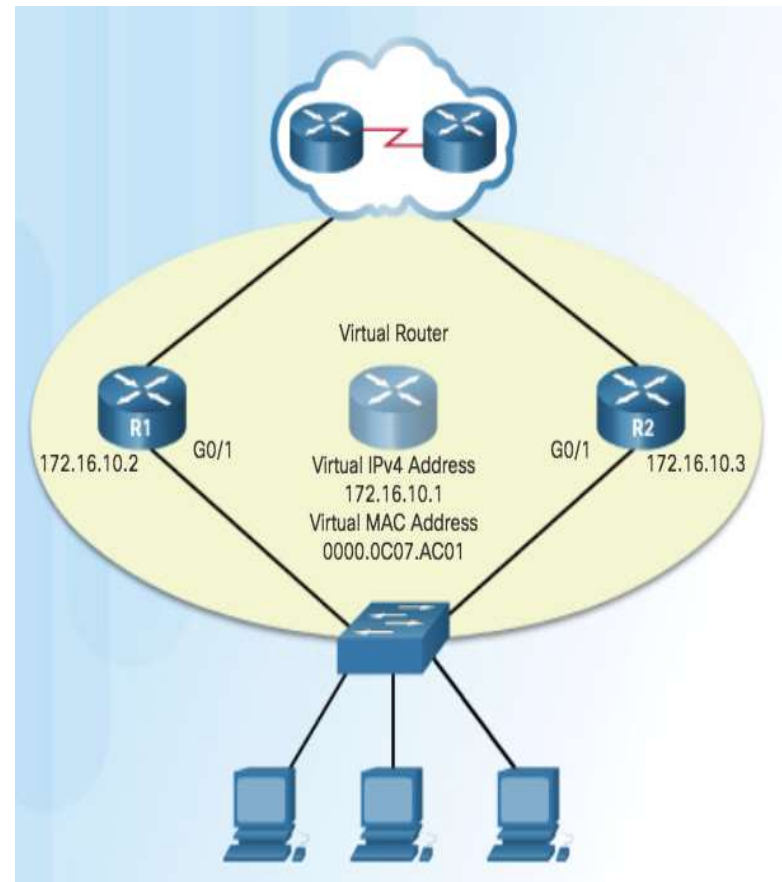 Virtual Router
R1
R2
G0/1
G0/1
172.16.10.2
172.16.10.3
Virtual IPv4 Address
172.16.10.1
Virtual MAC Address
0000.0C07.AC01